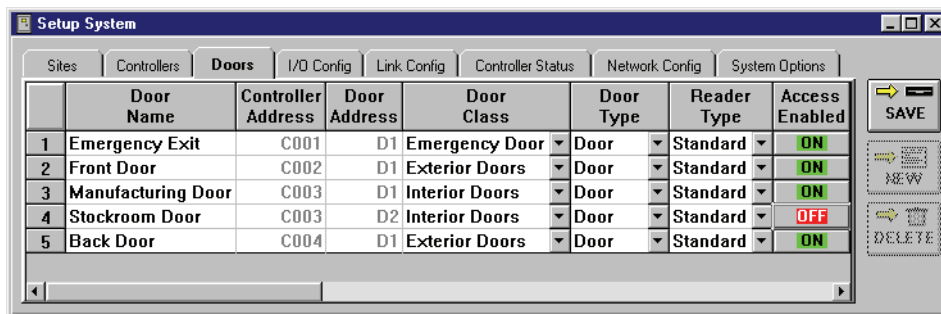 Setup System
Sites Controllers Doors I/O Config Link Config Controller Status Network Config System Options
Door Name Controller Address Door Address Door Class Door Type Reader Type Access Enabled
1 Emergency Exit C001 D1 Emergency Door Door Standard ON
2 Front Door C002 D1 Exterior Doors Door Standard ON
3 Manufacturing Door C003 D1 Interior Doors Door Standard ON
4 Stockroom Door C003 D2 Interior Doors Door Standard OFF
5 Back Door C004 D1 Exterior Doors Door Standard ON
SAVE
NEW
DELETE